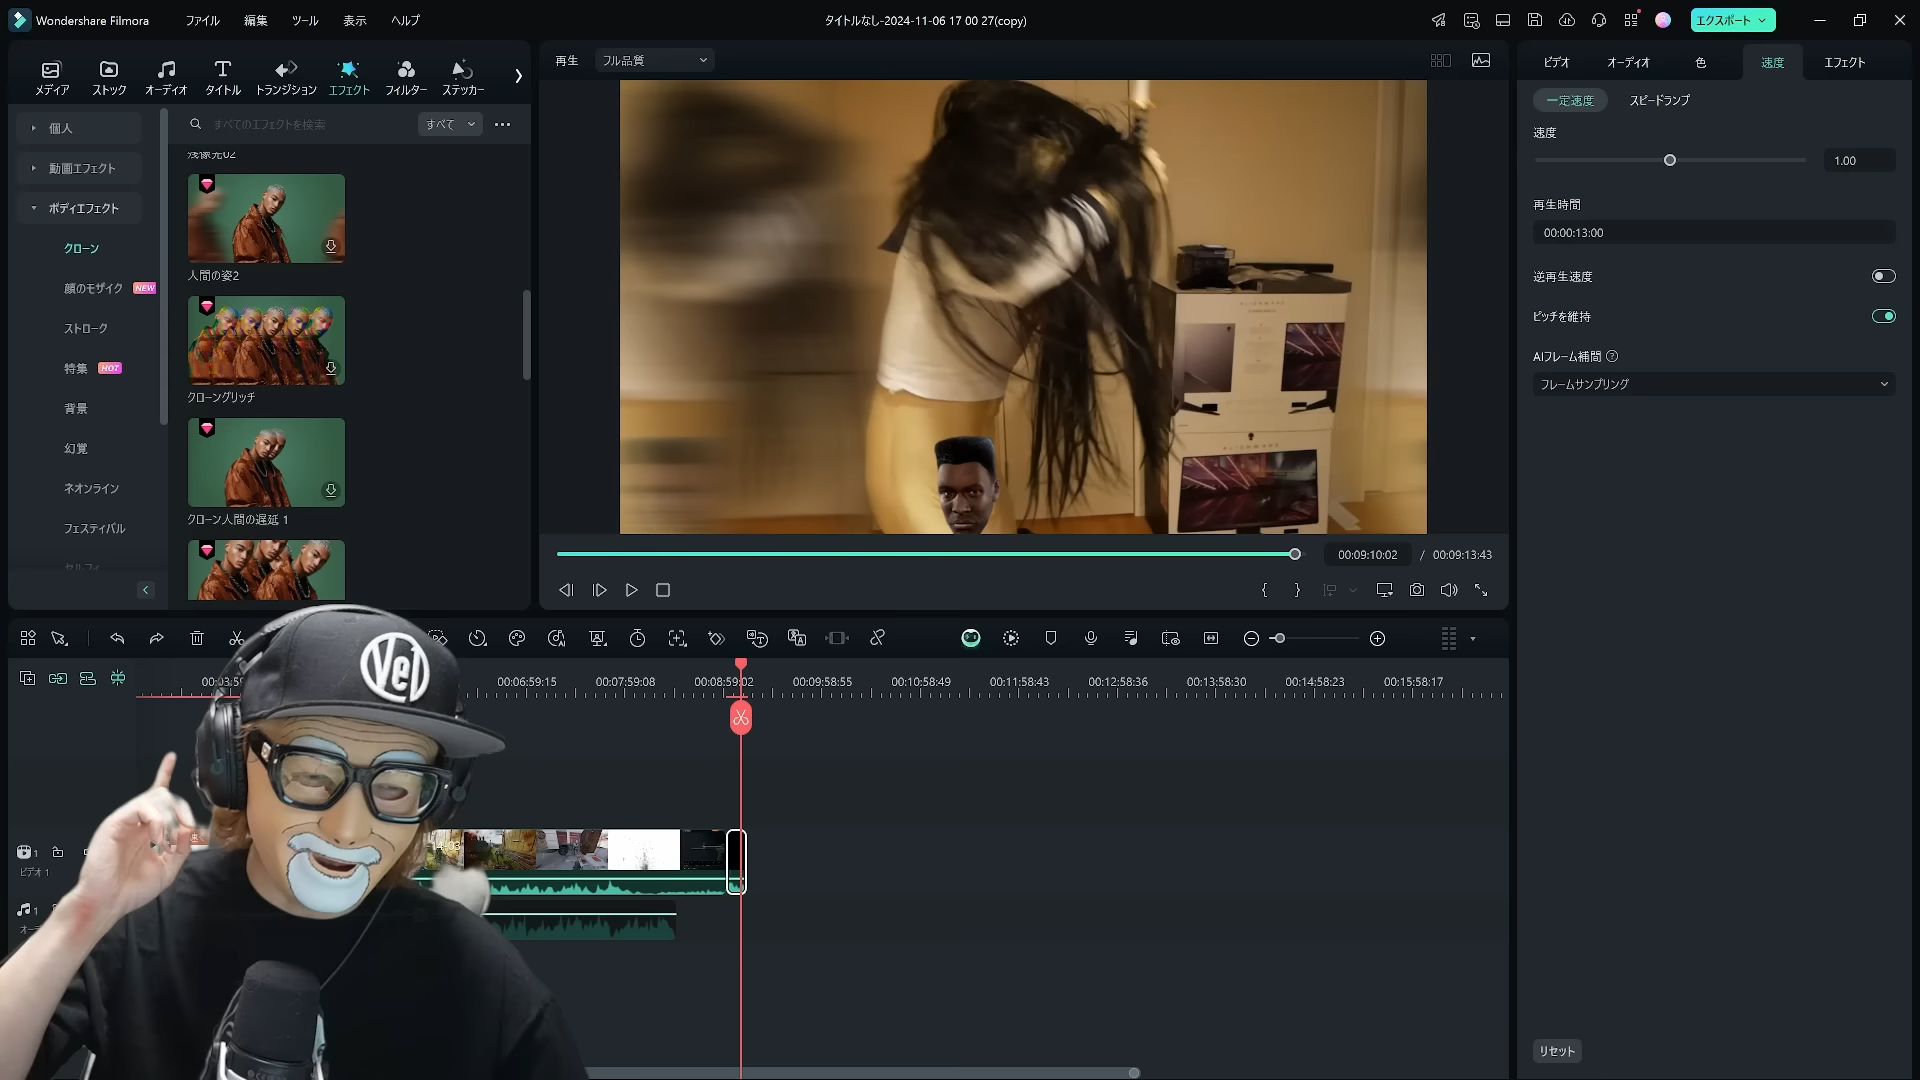 Wondershare Filmora
ファイル
編集
ツール
表示
ヘルプ
タイトルなし-2024-11-06 17 00 27(copy)
エクスポート
メディア
ストック
オーディオ
タイトル
トランジション
エフェクト
フィルター
ステッカー
再生
フル品質
ビデオ
オーディオ
色
速度
エフェクト
個人
動画エフェクト
ボディエフェクト
クローン
顔のモザイク NEW
ストローク
特集 HOT
背景
幻覚
ネオンライン
フェスティバル
セルフィ
すべてのエフェクトを検索
すべて
残像光02
人間の姿2
クローングリッチ
クローン人間の遅延 1
一定速度
スピードランプ
速度
1.00
再生時間
00:00:13:00
逆再生速度
ピッチを維持
AIフレーム補間
フレームサンプリング
リセット
00:09:10:02 / 00:09:13:43
00:06:59:15
00:07:59:08
00:08:59:02
00:09:58:55
00:10:58:49
00:11:58:43
00:12:58:36
00:13:58:30
00:14:58:23
00:15:58:17
Vel
1
ビデオ 1
1